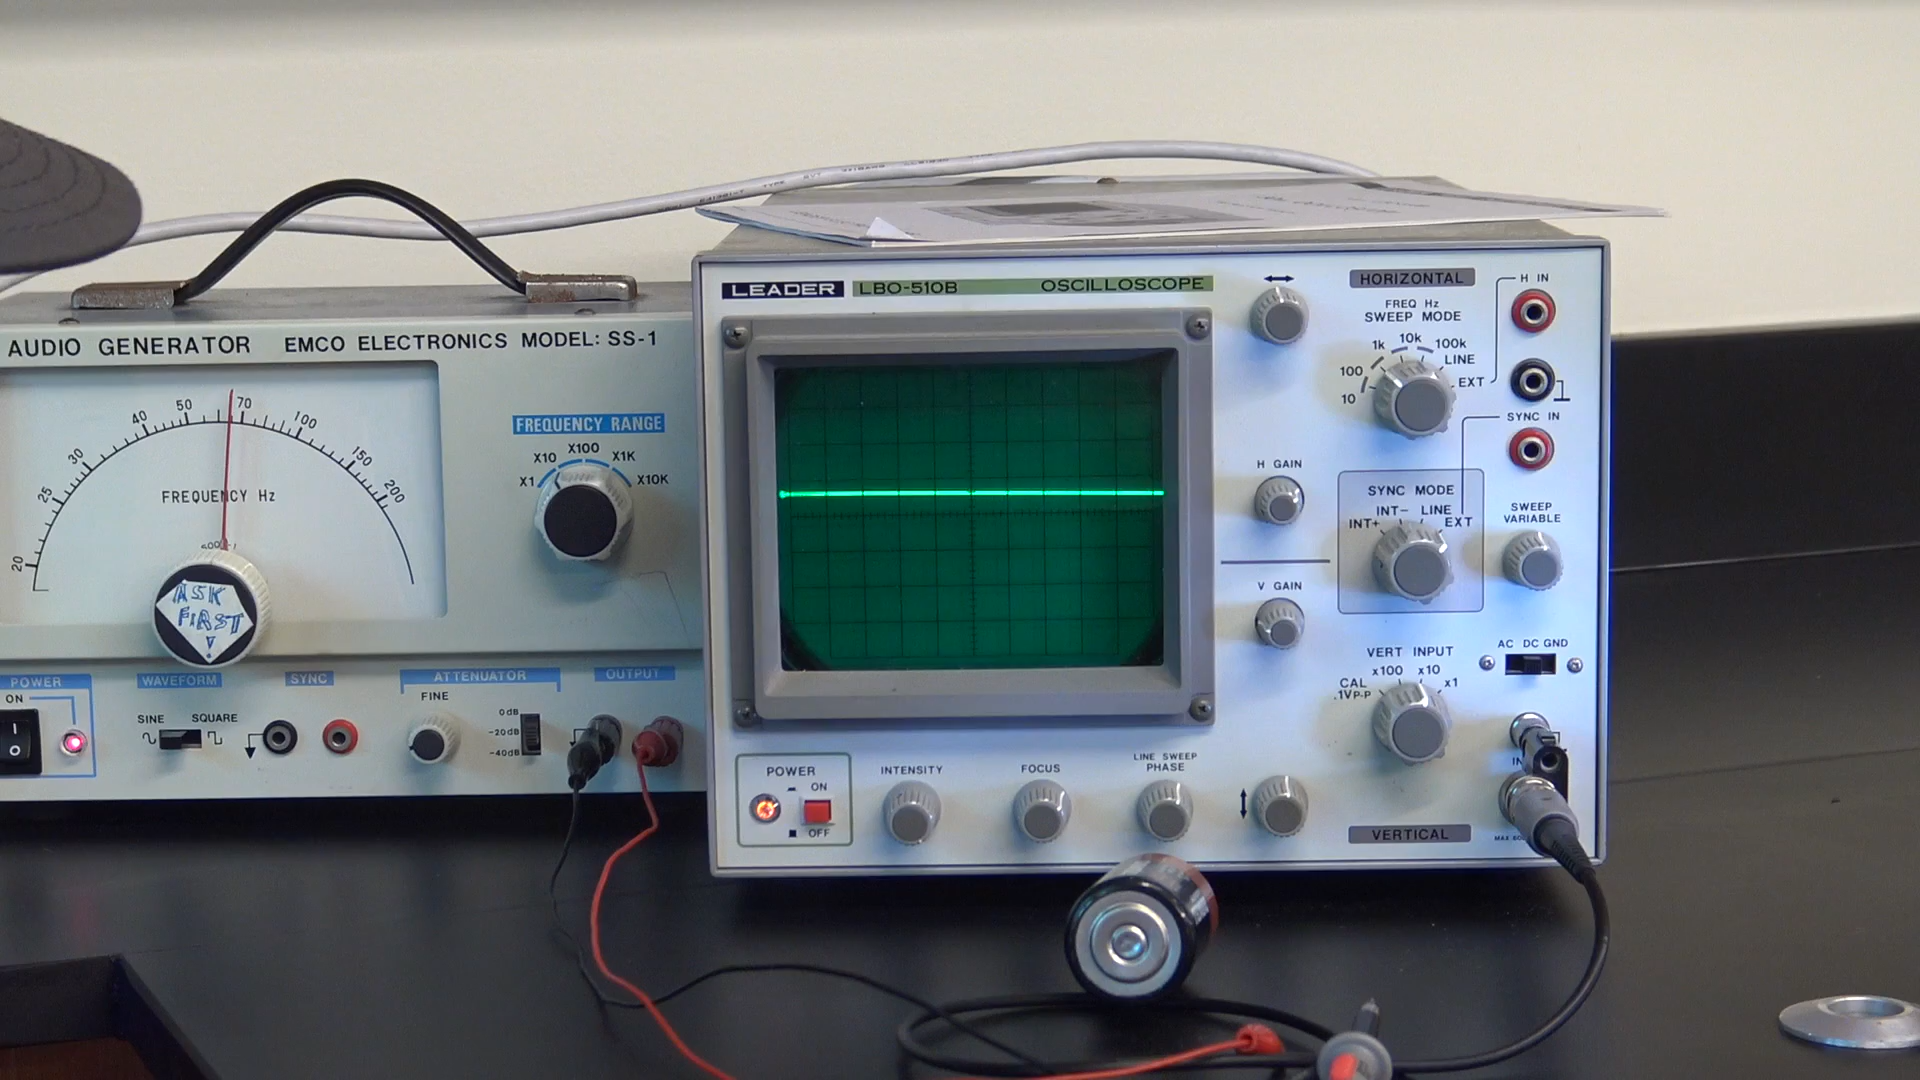 AUDIO GENERATOR EMCO ELECTRONICS MODEL: SS-1
20 25 30 40 50 70 100 150 200
FREQUENCY Hz
ASK
FIRST
!
FREQUENCY RANGE
X1 X10 X100 X1K X10K
POWER
ON
WAVEFORM
SINE SQUARE
SYNC
ATTENUATOR
FINE
0dB
-20dB
-40dB
OUTPUT
LEADER LBO-510B OSCILLOSCOPE
HORIZONTAL
FREQ Hz
SWEEP MODE
10 100 1k 10k 100k LINE EXT
H IN
SYNC IN
H GAIN
SYNC MODE
INT+ INT- LINE EXT
SWEEP
VARIABLE
V GAIN
VERT INPUT
CAL
.1VP-P
x100 x10 x1
AC DC GND
POWER
ON
OFF
INTENSITY
FOCUS
LINE SWEEP
PHASE
VERTICAL